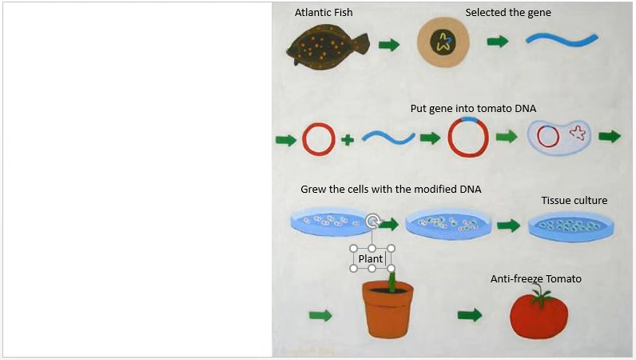 Atlantic Fish
Selected the gene
Put gene into tomato DNA
Grew the cells with the modified DNA
Tissue culture
Plant
Anti-freeze Tomato